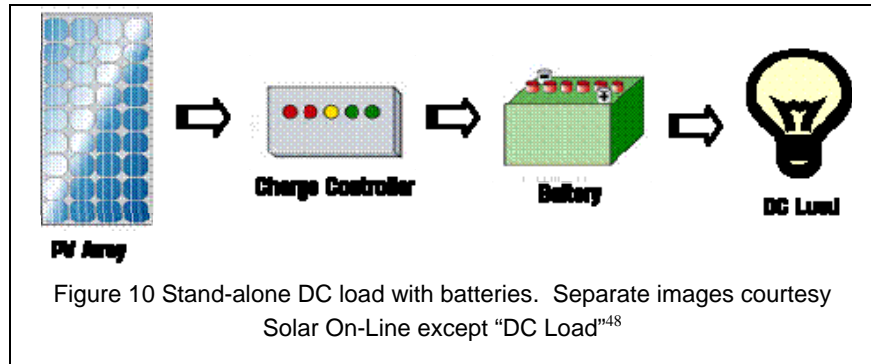 Charge Controller
Battery
DC Load
PV Array
Figure 10 Stand-alone DC load with batteries.  Separate images courtesy
Solar On-Line except “DC Load”48